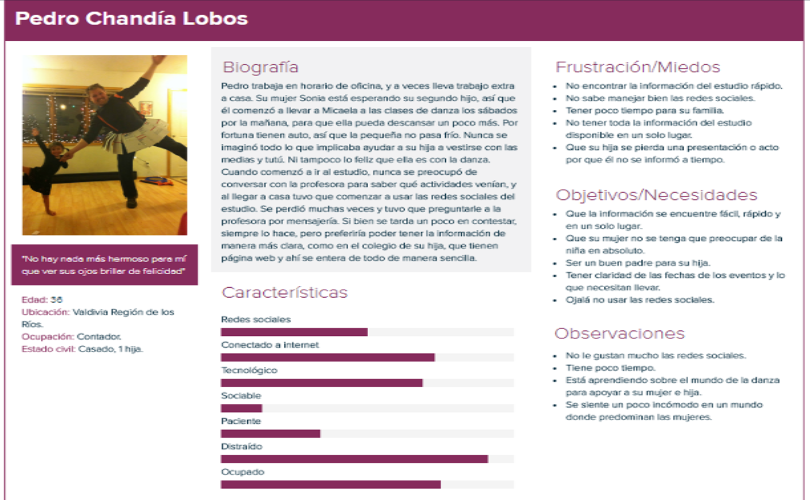 Pedro Chandía Lobos
"No hay nada más hermoso para mí
que ver sus ojos briller de felicidad"
Edad: 36
Ubicación: Valdivia Región de los
Ríos.
Ocupación: Contador.
Estado civil: Casado, 1 hija.
Biografía
Pedro trabaja en horario de oficina, y a veces lleva trabajo extra
a casa. Su mujer Sonia está esperando su segundo hijo, así que
él comenzó a llevar a Micaela a las clases de danza los sábados
por la mañana, para que ella pueda descansar un poco más. Por
fortuna tienen auto, así que la pequeña no pasa frío. Nunca se
imaginó todo lo que implicaba ayudar a su hija a vestirse con las
medias y tutú. Ni tampoco lo feliz que ella es con la danza.
Cuando comenzó a ir al estudio, nunca se preocupó de
conversar con la profesora para saber qué actividades venían, y
al llegar a casa tuvo que comenzar a usar las redes sociales del
estudio. Se perdió muchas veces y tuvo que preguntarle a la
profesora por mensajería. Si bien se tarda un poco en contestar,
siempre lo hace, pero preferiría poder tener la información de
manera más clara, como en el colegio de su hija, que tienen
página web y ahí se entera de todo de manera sencilla.
Características
Redes sociales
Conectado a internet
Tecnológico
Sociable
Paciente
Distraído
Ocupado
Frustración/Miedos
• No encontrar la información del estudio rápido.
• No sabe manejar bien las redes sociales.
• Tener poco tiempo para su familia.
• No tener toda la información del estudio
disponible en un solo lugar.
• Que su hija se pierda una presentación o acto
por que él no se informó a tiempo.
Objetivos/Necesidades
• Que la información se encuentre fácil, rápido y
en un solo lugar.
• Que su mujer no se tenga que preocupar de la
niña en absoluto.
• Ser un buen padre para su hija.
• Tener claridad de las fechas de los eventos y lo
que necesitan llevar.
• Ojalá no usar las redes sociales.
Observaciones
• No le gustan mucho las redes sociales.
• Tiene poco tiempo.
• Está aprendiendo sobre el mundo de la danza
para apoyar a su mujer e hija.
• Se siente un poco incómodo en un mundo
donde predominan las mujeres.